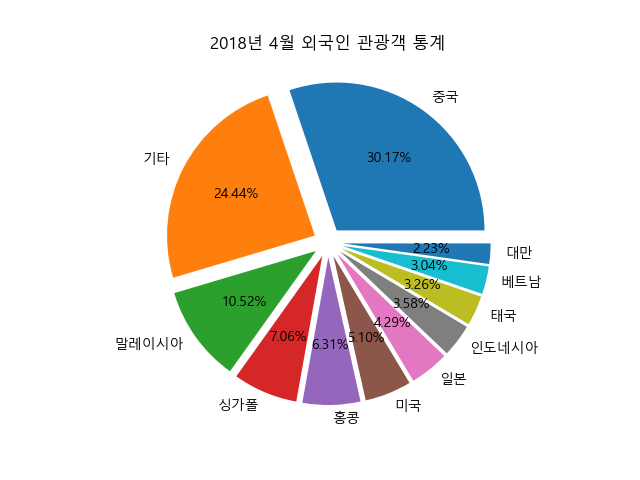 2018년 4월 외국인 관광객 통계
중국
30.17%
기타
24.44%
말레이시아
10.52%
싱가폴
7.06%
홍콩
6.31%
미국
5.10%
일본
4.29%
인도네시아
3.58%
태국
3.26%
베트남
3.04%
대만
2.23%